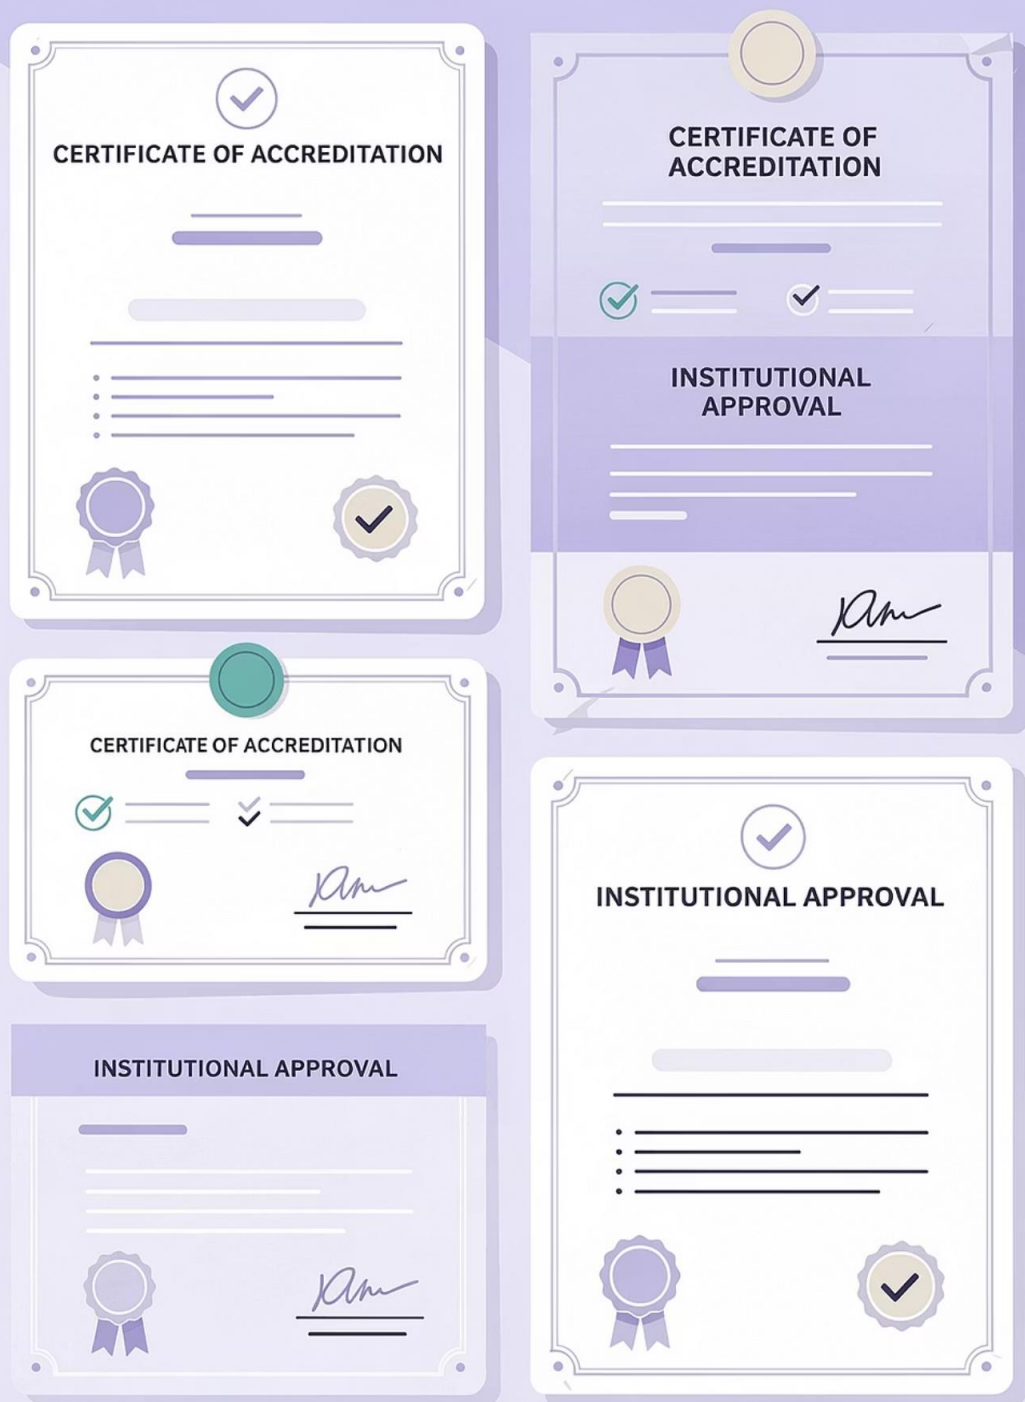 CERTIFICATE OF ACCREDITATION
CERTIFICATE OF
ACCREDITATION
INSTITUTIONAL
APPROVAL
CERTIFICATE OF ACCREDITATION
INSTITUTIONAL APPROVAL
INSTITUTIONAL APPROVAL